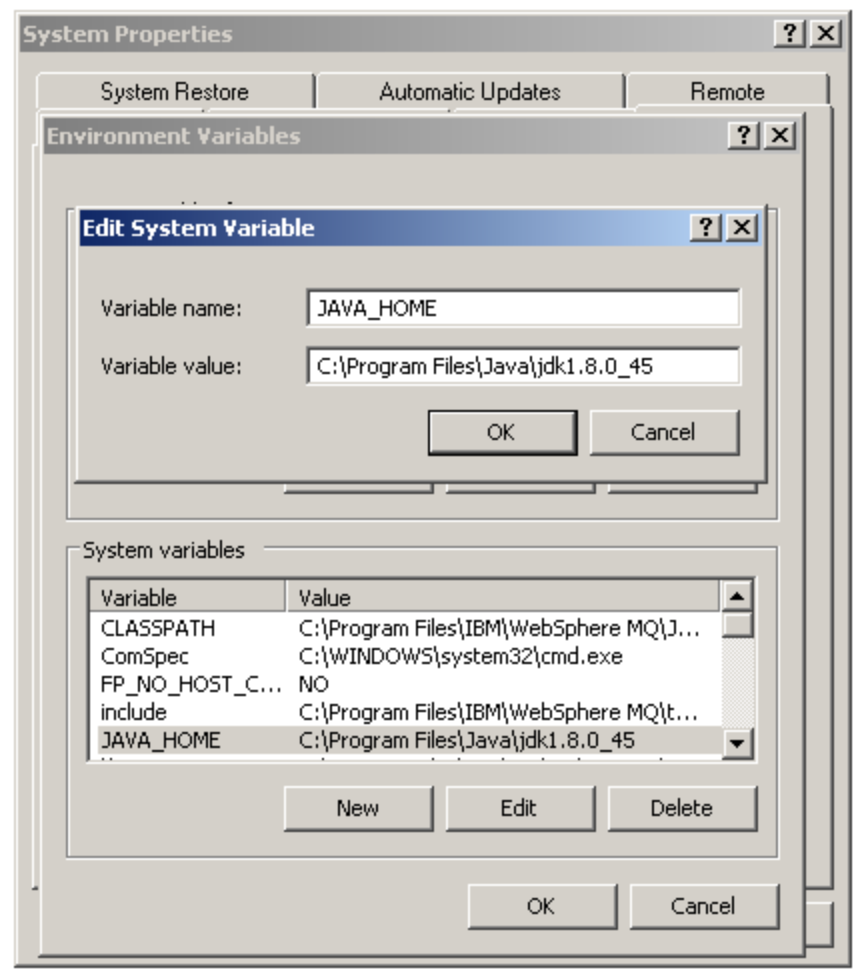 System Properties
System Restore Automatic Updates Remote
Environment Variables
Edit System Variable
Variable name: JAVA_HOME
Variable value: C:\Program Files\Java\jdk1.8.0_45
OK Cancel
System variables
Variable Value
CLASSPATH C:\Program Files\IBM\WebSphere MQ\J...
ComSpec C:\WINDOWS\system32\cmd.exe
FP_NO_HOST_C... NO
include C:\Program Files\IBM\WebSphere MQ\t...
JAVA_HOME C:\Program Files\Java\jdk1.8.0_45
New Edit Delete
OK Cancel